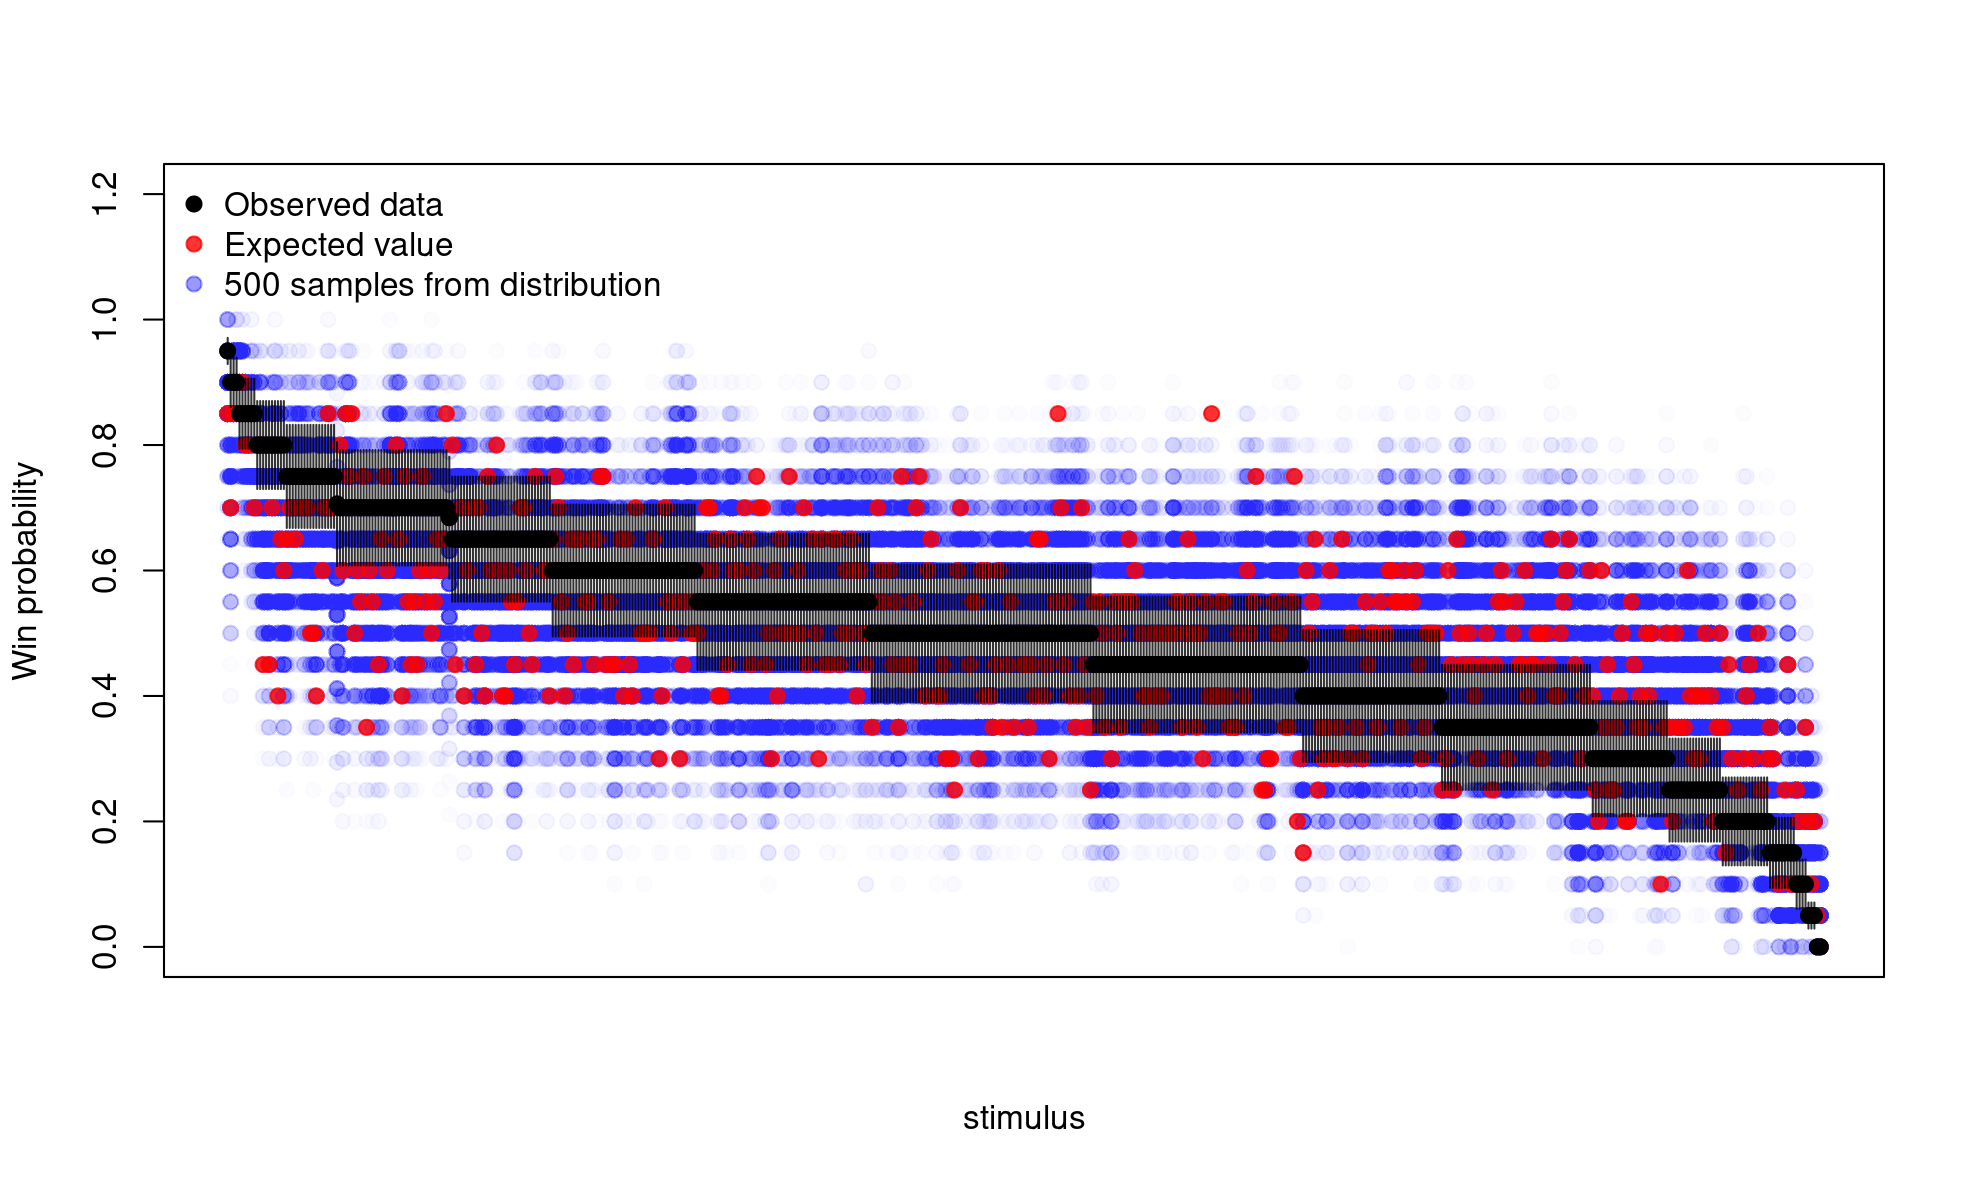 Observed data
Expected value
500 samples from distribution
1.2
1.0
0.8
0.6
0.4
0.2
0.0
Win probability
stimulus